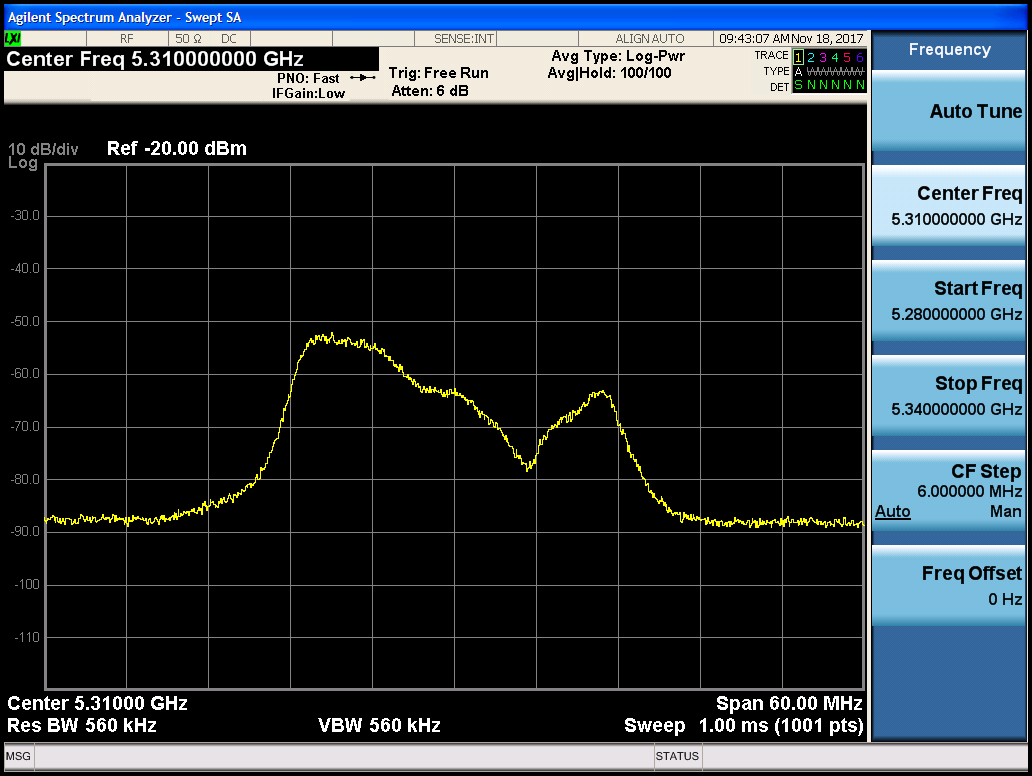 Agilent Spectrum Analyzer - Swept SA
LXI
RF
50 Ω
DC
SENSE:INT
ALIGN AUTO
09:43:07 AM Nov 18, 2017
Center Freq 5.310000000 GHz
PNO: Fast
IFGain:Low
Trig: Free Run
Atten: 6 dB
Avg Type: Log-Pwr
Avg|Hold: 100/100
TRACE 1 2 3 4 5 6
TYPE A WWWWW
DET S N N N N N
10 dB/div
Log
Ref -20.00 dBm
-30.0
-40.0
-50.0
-60.0
-70.0
-80.0
-90.0
-100
-110
Center 5.31000 GHz
Span 60.00 MHz
Res BW 560 kHz
VBW 560 kHz
Sweep 1.00 ms (1001 pts)
MSG
STATUS
Frequency
Auto Tune
Center Freq
5.310000000 GHz
Start Freq
5.280000000 GHz
Stop Freq
5.340000000 GHz
CF Step
6.000000 MHz
Auto Man
Freq Offset
0 Hz